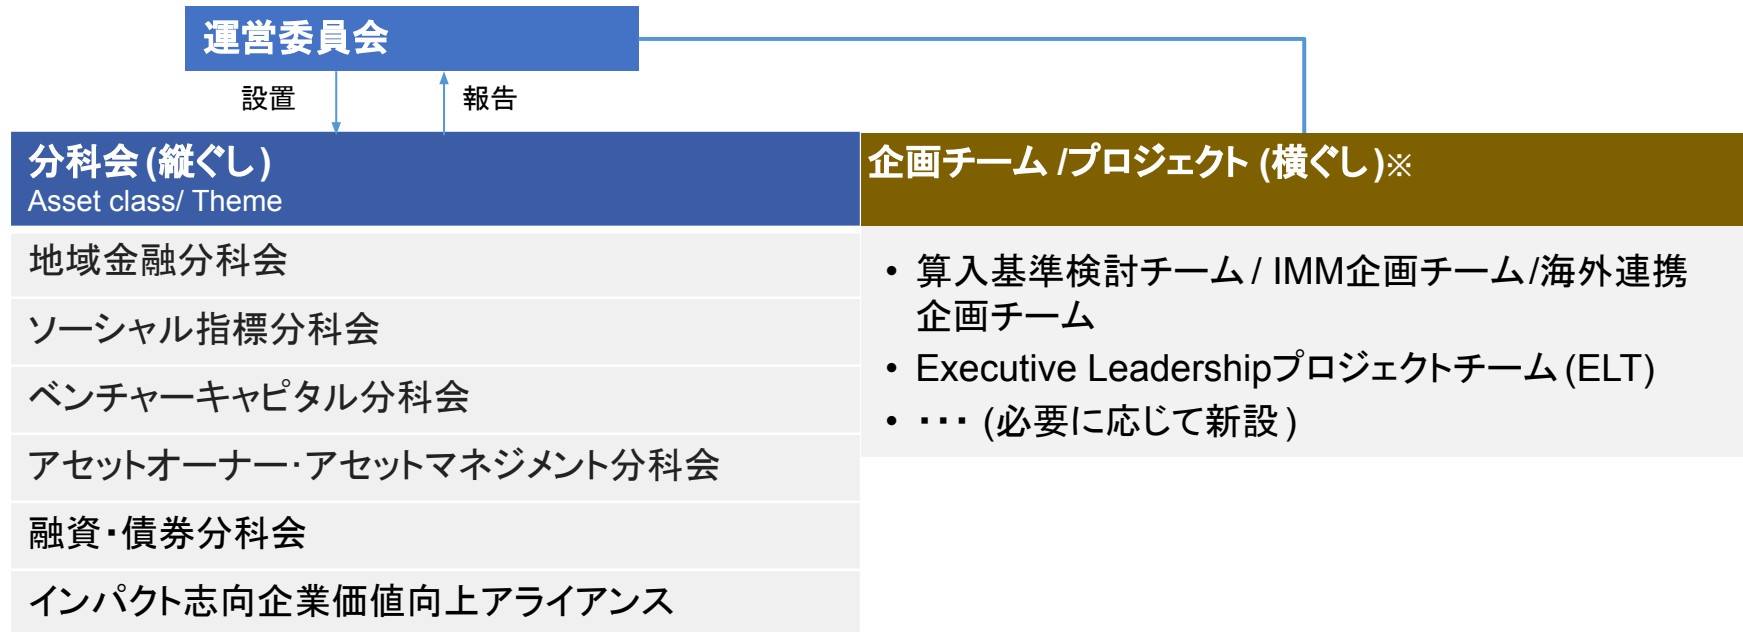 運営委員会
設置
報告
分科会 (縦ぐし)
Asset class/ Theme
企画チーム /プロジェクト (横ぐし)※
地域金融分科会
ソーシャル指標分科会
ベンチャーキャピタル分科会
アセットオーナー・アセットマネジメント分科会
融資・債券分科会
インパクト志向企業価値向上アライアンス
• 算入基準検討チーム / IMM企画チーム/海外連携
企画チーム
• Executive Leadershipプロジェクトチーム (ELT)
• ・・・ (必要に応じて新設)